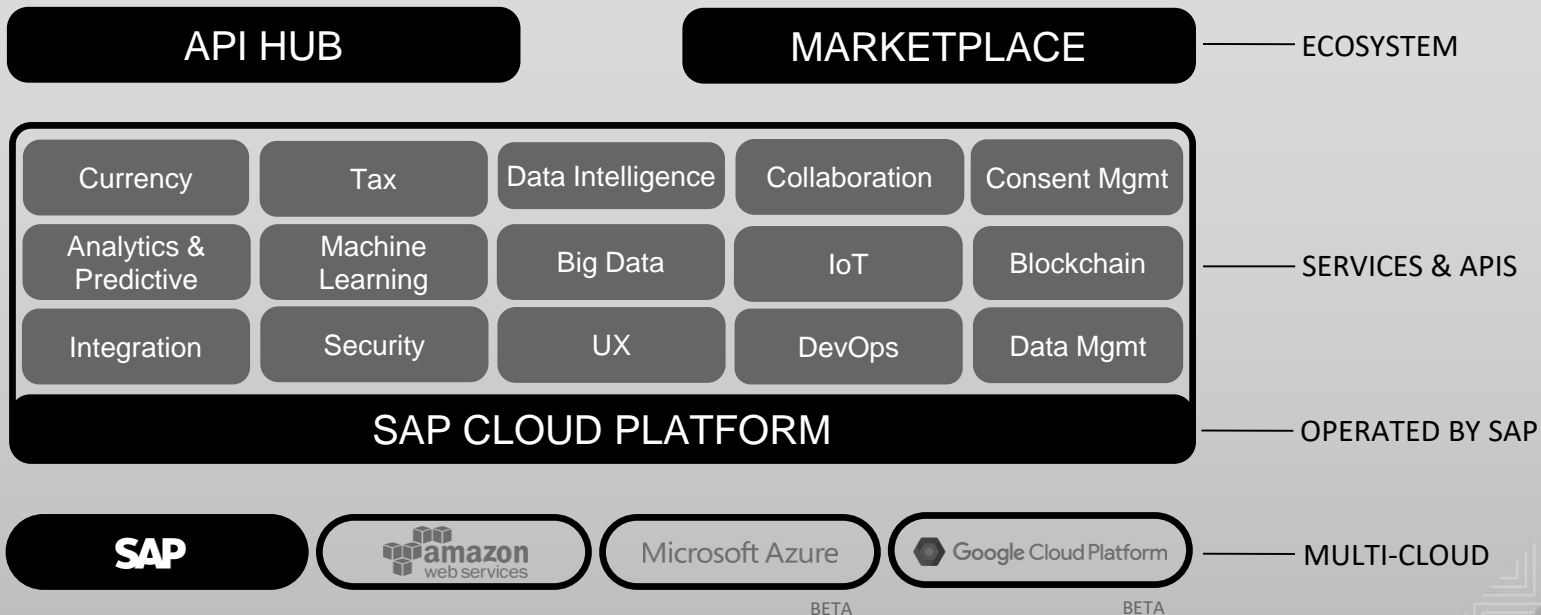 API HUB
MARKETPLACE
ECOSYSTEM
Currency
Tax
Data Intelligence
Collaboration
Consent Mgmt
Analytics &
Predictive
Machine
Learning
Big Data
IoT
Blockchain
SERVICES & APIS
Integration
Security
UX
DevOps
Data Mgmt
SAP CLOUD PLATFORM
OPERATED BY SAP
SAP
amazon
web services
Microsoft Azure
Google Cloud Platform
MULTI-CLOUD
BETA
BETA